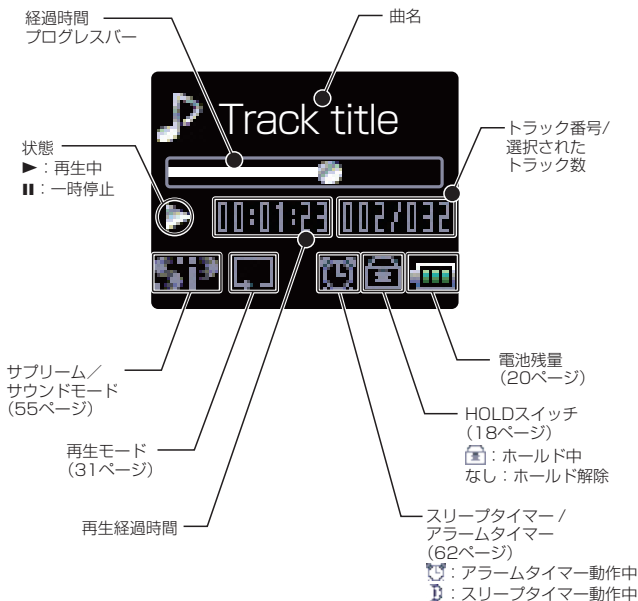 経過時間
プログレスバー
曲名
Track title
状態
▶：再生中
⏸：一時停止
トラック番号/
選択された
トラック数
00:01:23
002/032
SP
サプリーム／
サウンドモード
(55ページ)
再生モード
(31ページ)
再生経過時間
電池残量
(20ページ)
HOLDスイッチ
(18ページ)
：ホールド中
なし：ホールド解除
スリープタイマー /
アラームタイマー
(62ページ)
：アラームタイマー動作中
：スリープタイマー動作中